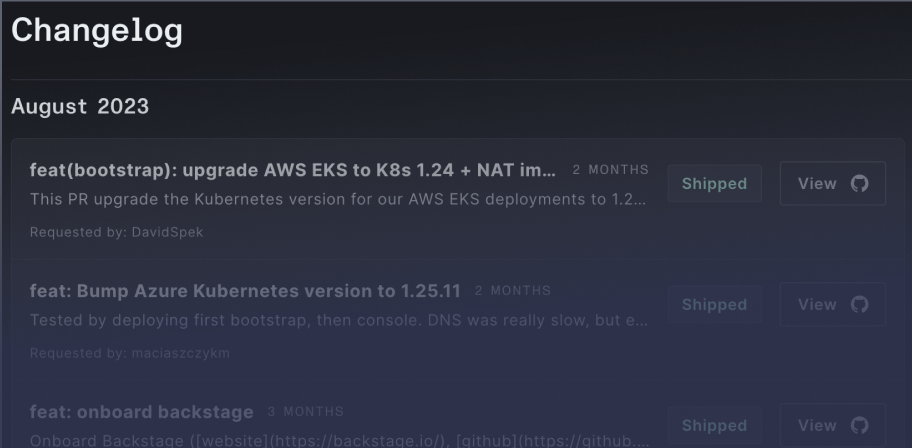 Changelog
August 2023
feat(bootstrap): upgrade AWS EKS to K8s 1.24 + NAT im... 2 MONTHS
Shipped
View
This PR upgrade the Kubernetes version for our AWS EKS deployments to 1.2...
Requested by: DavidSpek
feat: Bump Azure Kubernetes version to 1.25.11 2 MONTHS
Shipped
View
Tested by deploying first bootstrap, then console. DNS was really slow, but e...
Requested by: maciaszczykm
feat: onboard backstage 3 MONTHS
Shipped
View
Onboard Backstage ([website](https://backstage.io/), [github](https://github....